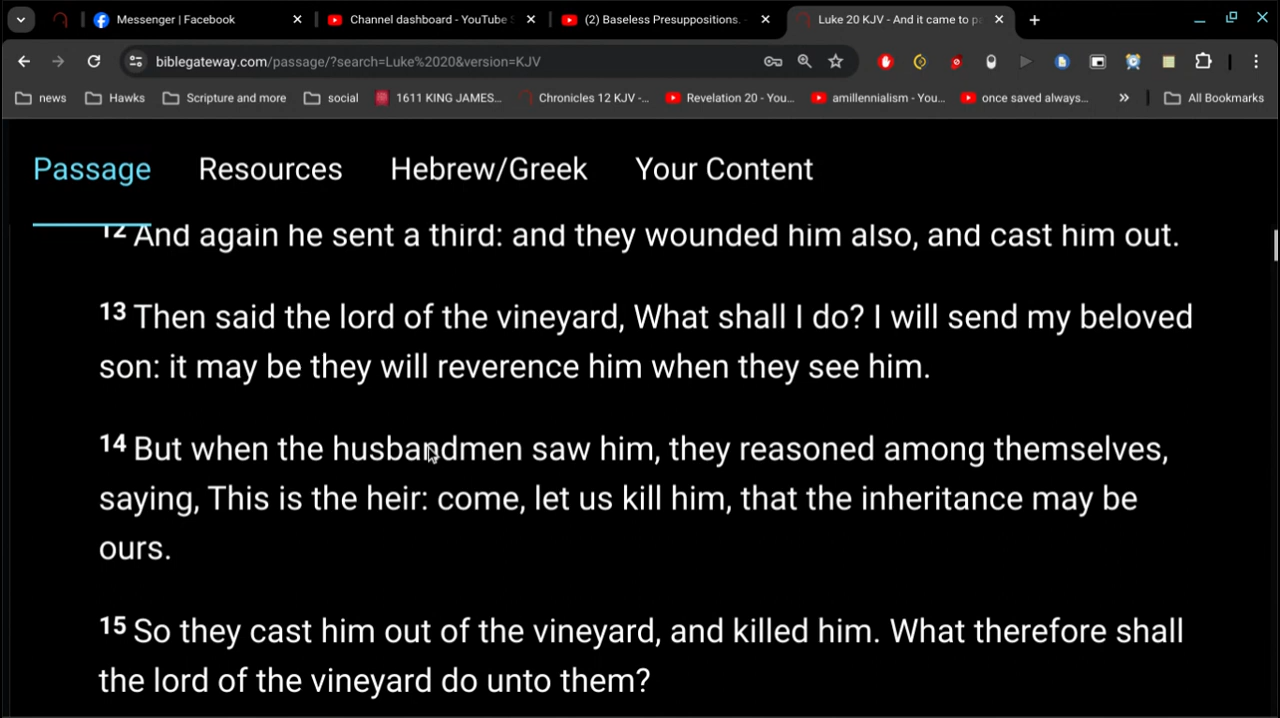 Messenger | Facebook
Channel dashboard - YouTube
(2) Baseless Presuppositions.
Luke 20 KJV - And it came to
biblegateway.com/passage/?search=Luke%2020&version=KJV
news
Hawks
Scripture and more
social
1611 KING JAMES...
Chronicles 12 KJV -...
Revelation 20 - You...
amillennialism - You...
once saved always...
All Bookmarks
Passage
Resources
Hebrew/Greek
Your Content
12 And again he sent a third: and they wounded him also, and cast him out.
13 Then said the lord of the vineyard, What shall I do? I will send my beloved
son: it may be they will reverence him when they see him.
14 But when the husbandmen saw him, they reasoned among themselves,
saying, This is the heir: come, let us kill him, that the inheritance may be
ours.
15 So they cast him out of the vineyard, and killed him. What therefore shall
the lord of the vineyard do unto them?